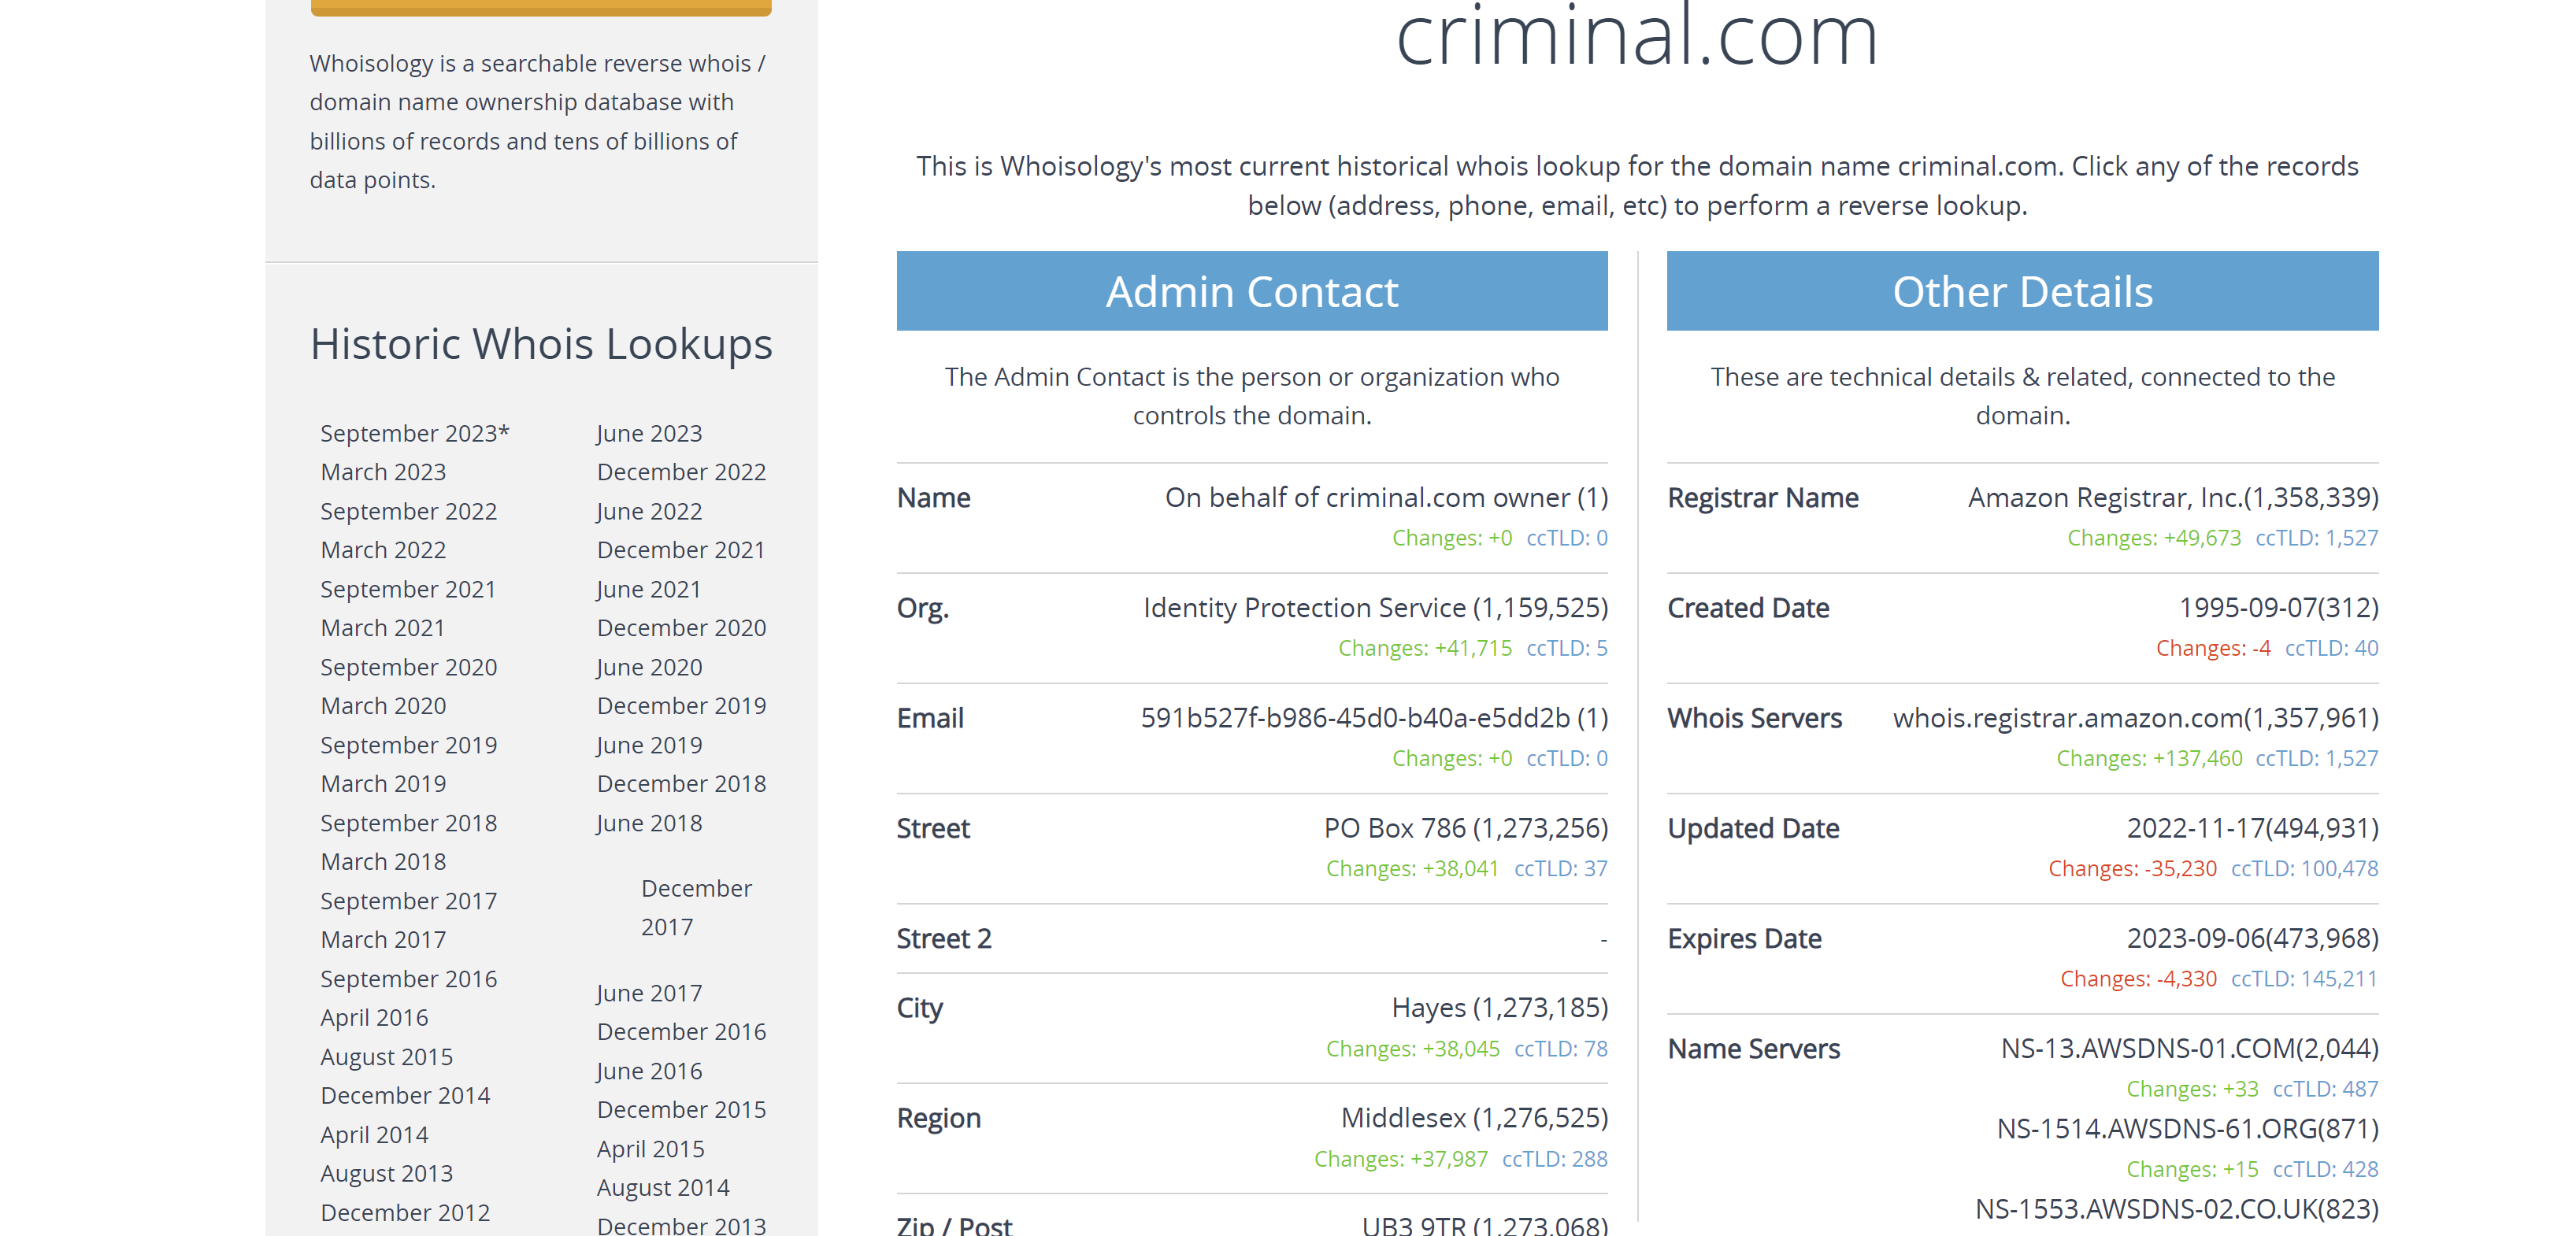 Whoisology is a searchable reverse whois /
domain name ownership database with
billions of records and tens of billions of
data points.
Historic Whois Lookups
September 2023*
June 2023
March 2023
December 2022
September 2022
June 2022
March 2022
December 2021
September 2021
June 2021
March 2021
December 2020
September 2020
June 2020
March 2020
December 2019
September 2019
June 2019
March 2019
December 2018
September 2018
June 2018
March 2018
December
2017
September 2017
March 2017
June 2017
September 2016
December 2016
April 2016
June 2016
August 2015
December 2015
December 2014
April 2015
April 2014
August 2014
August 2013
December 2013
December 2012
criminal.com
This is Whoisology's most current historical whois lookup for the domain name criminal.com. Click any of the records
below (address, phone, email, etc) to perform a reverse lookup.
Admin Contact
The Admin Contact is the person or organization who
controls the domain.
Name On behalf of criminal.com owner (1)
Changes: +0 ccTLD: 0
Org. Identity Protection Service (1,159,525)
Changes: +41,715 ccTLD: 5
Email 591b527f-b986-45d0-b40a-e5dd2b (1)
Changes: +0 ccTLD: 0
Street PO Box 786 (1,273,256)
Changes: +38,041 ccTLD: 37
Street 2 -
City Hayes (1,273,185)
Changes: +38,045 ccTLD: 78
Region Middlesex (1,276,525)
Changes: +37,987 ccTLD: 288
Zip / Post UB3 9TR (1,273,068)
Other Details
These are technical details & related, connected to the
domain.
Registrar Name Amazon Registrar, Inc.(1,358,339)
Changes: +49,673 ccTLD: 1,527
Created Date 1995-09-07(312)
Changes: -4 ccTLD: 40
Whois Servers whois.registrar.amazon.com(1,357,961)
Changes: +137,460 ccTLD: 1,527
Updated Date 2022-11-17(494,931)
Changes: -35,230 ccTLD: 100,478
Expires Date 2023-09-06(473,968)
Changes: -4,330 ccTLD: 145,211
Name Servers NS-13.AWSDNS-01.COM(2,044)
Changes: +33 ccTLD: 487
NS-1514.AWSDNS-61.ORG(871)
Changes: +15 ccTLD: 428
NS-1553.AWSDNS-02.CO.UK(823)